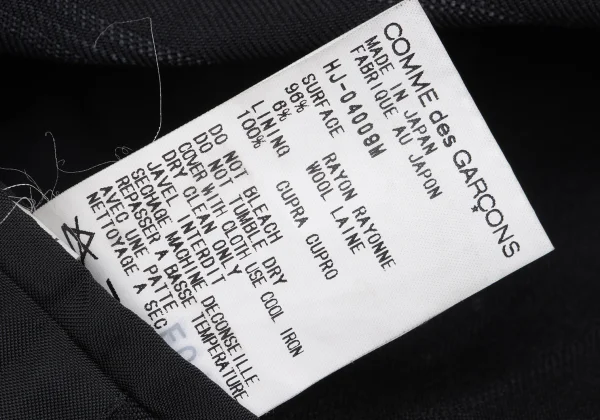 COMME des GARÇONS
MADE IN JAPAN
FABRIQUE AU JAPON
HJ-04009M
SURFACE
96% RAYON RAYONNE
6% WOOL LAINE
LINING
100% CUPRA CUPRO
DO NOT BLEACH
DO NOT TUMBLE DRY
COVER WITH CLOTH USE COOL IRON
DRY CLEAN ONLY
JAVEL INTERDIT
SECHAGE MACHINE DECONSEILLE
REPASSER A BASSE TEMPERATURE
AVEC UNE PATTE
NETTOYAGE A SEC